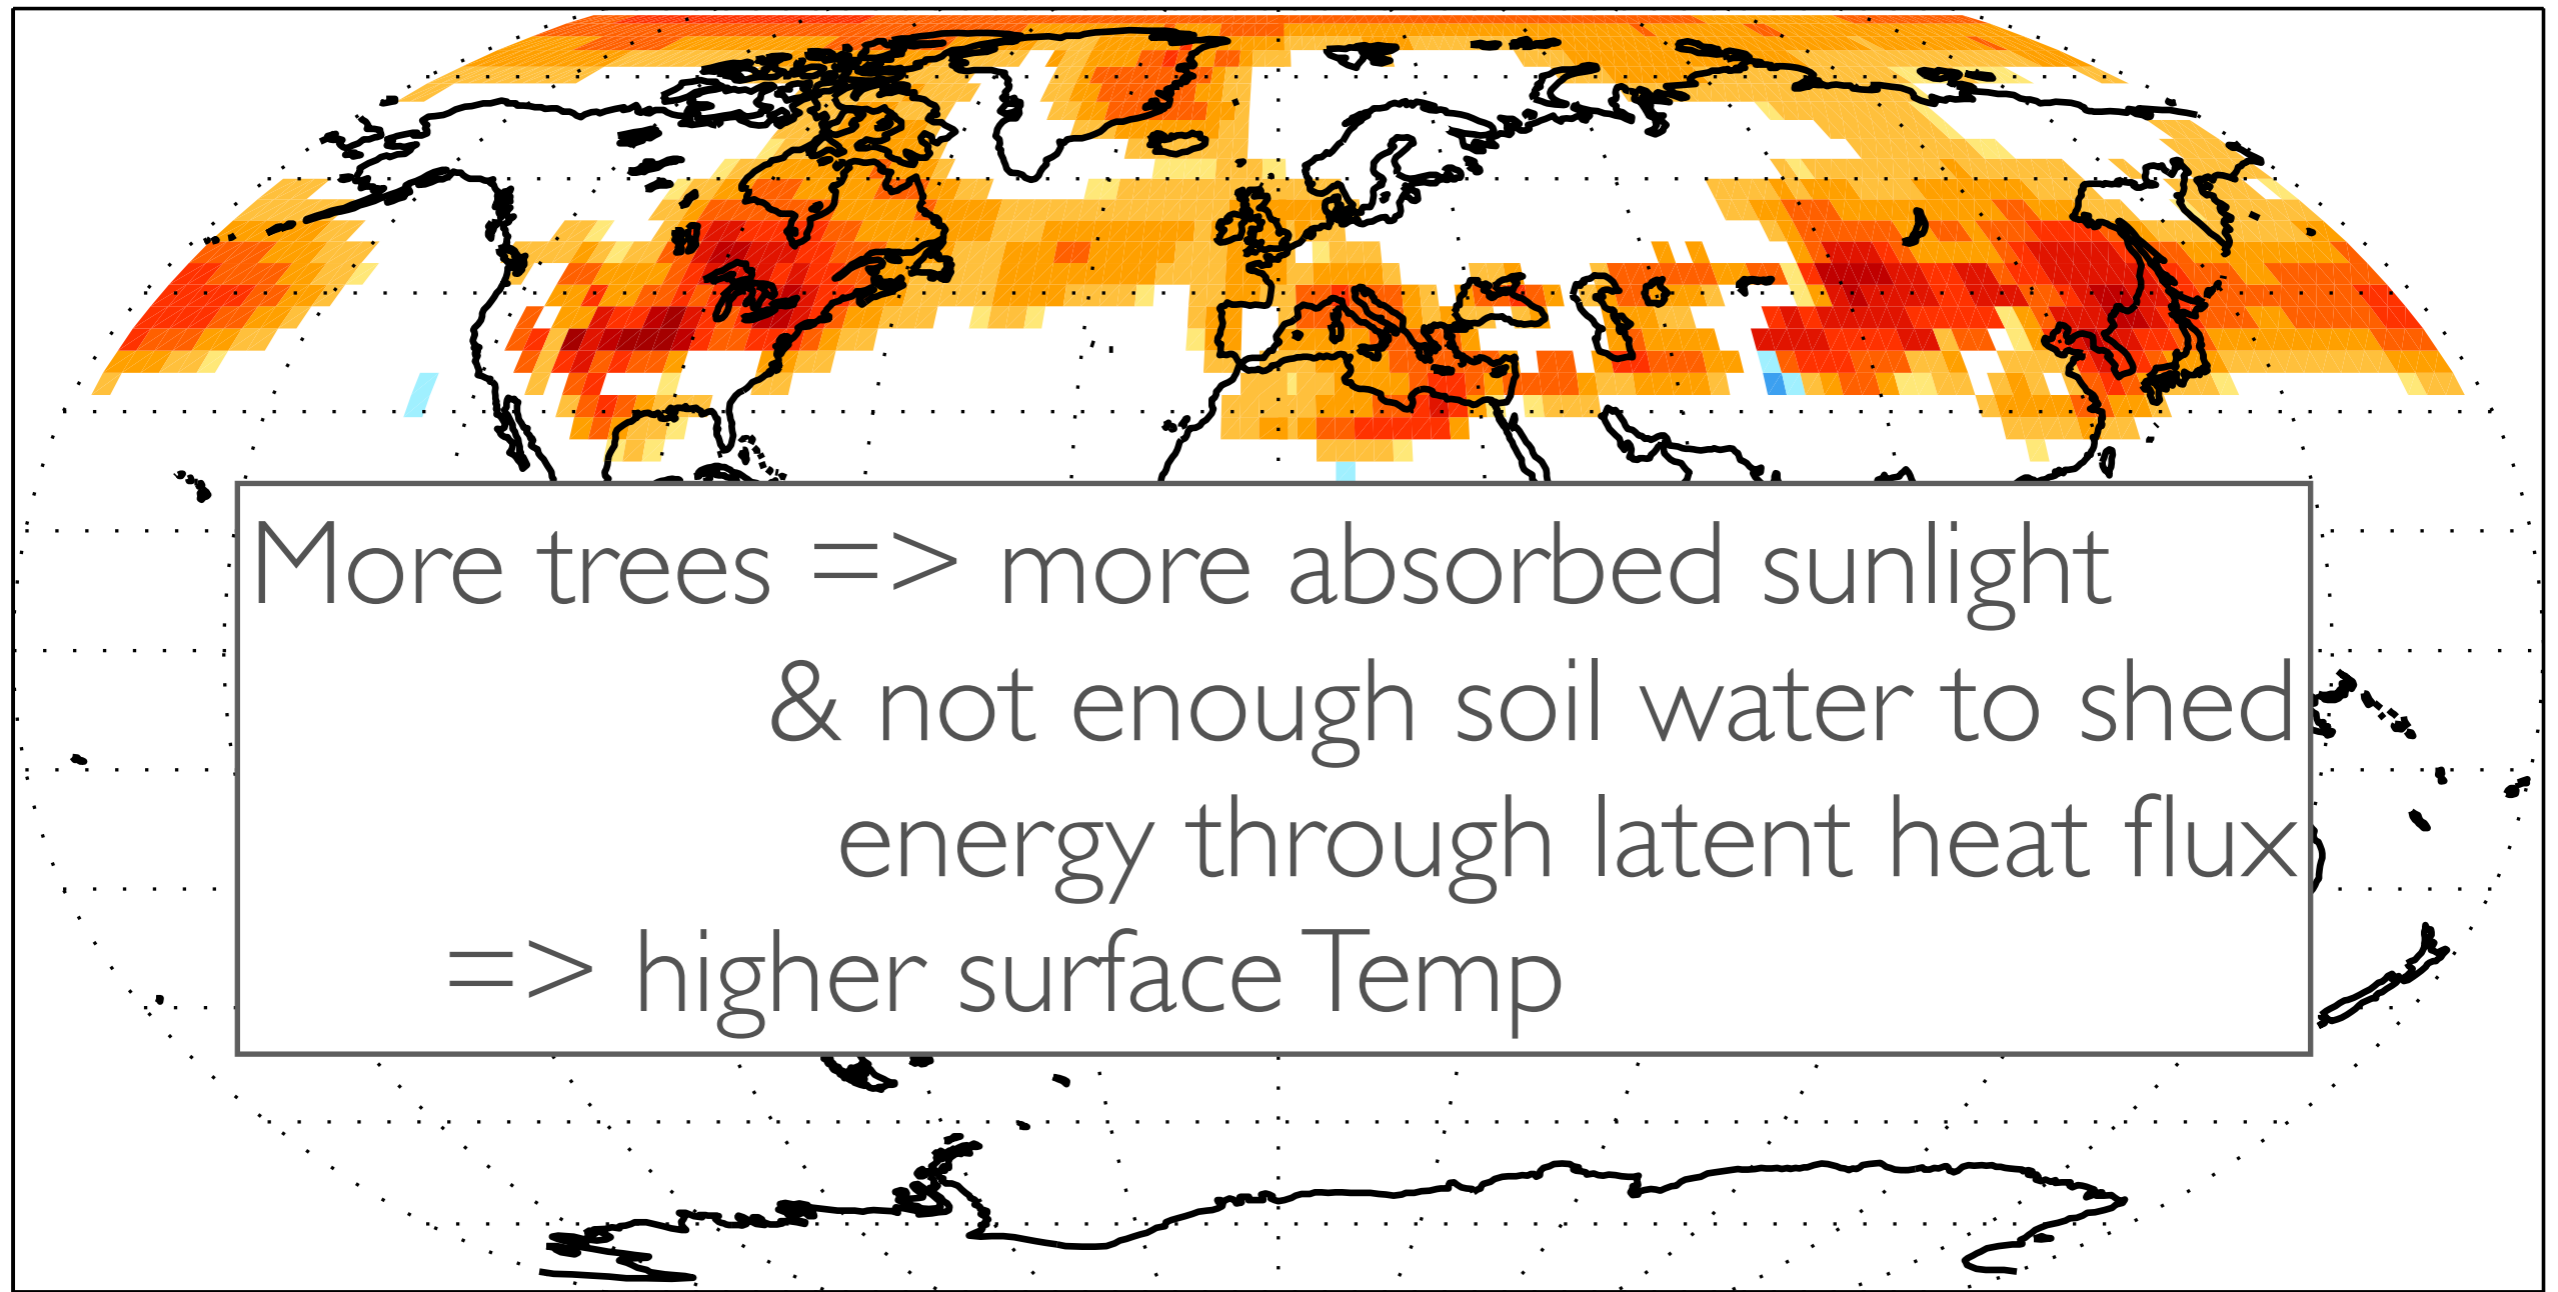 More trees => more absorbed sunlight
& not enough soil water to shed
energy through latent heat flux
=> higher surface Temp